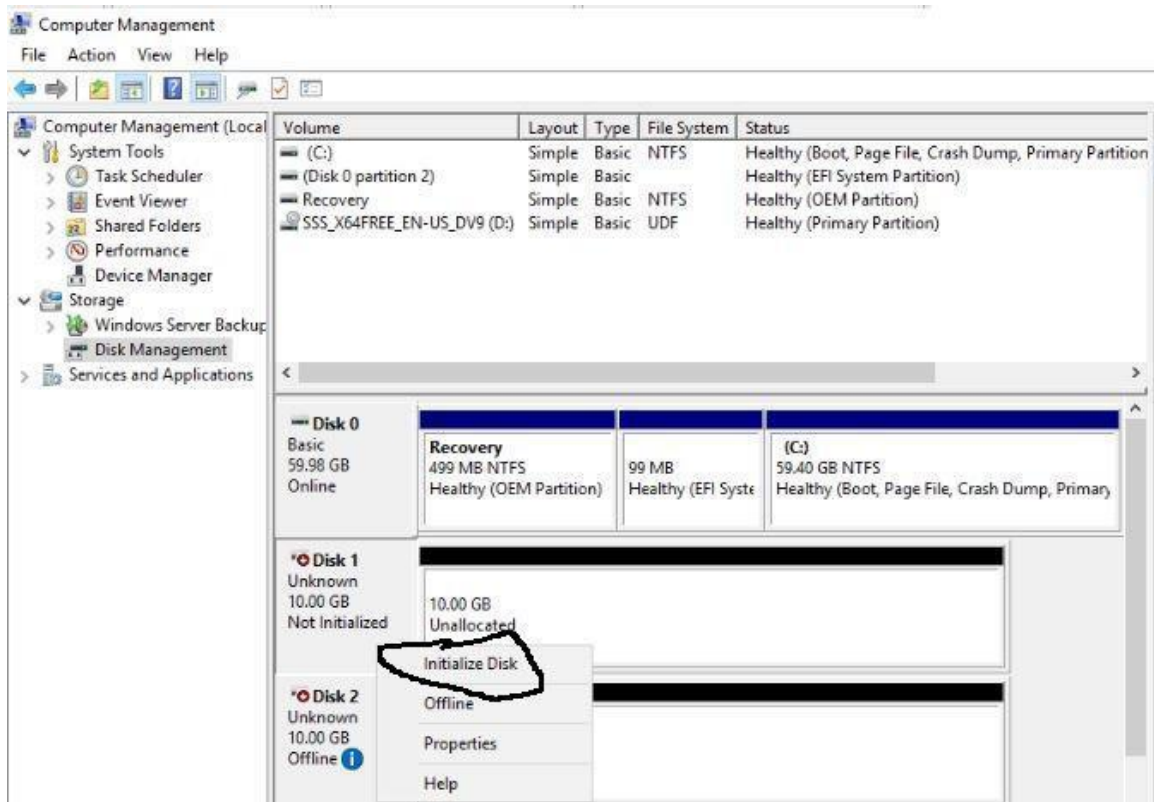 Computer Management
File Action View Help
Computer Management (Local
System Tools
Task Scheduler
Event Viewer
Shared Folders
Performance
Device Manager
Storage
Windows Server Backup
Disk Management
Services and Applications
Volume Layout Type File System Status
(C:) Simple Basic NTFS Healthy (Boot, Page File, Crash Dump, Primary Partition
(Disk 0 partition 2) Simple Basic Healthy (EFI System Partition)
Recovery Simple Basic NTFS Healthy (OEM Partition)
SSS_X64FREE_EN-US_DV9 (D:) Simple Basic UDF Healthy (Primary Partition)
Disk 0
Basic
59.98 GB
Online
Recovery
499 MB NTFS
Healthy (OEM Partition)
99 MB
Healthy (EFI Syste
(C:)
59.40 GB NTFS
Healthy (Boot, Page File, Crash Dump, Primary
Disk 1
Unknown
10.00 GB
Not Initialized
10.00 GB
Unallocated
Initialize Disk
Offline
Properties
Help
Disk 2
Unknown
10.00 GB
Offline